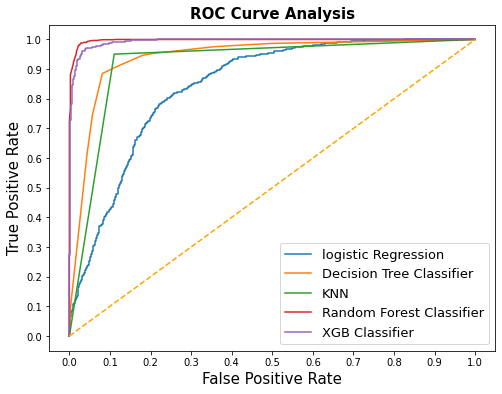 ROC Curve Analysis
True Positive Rate
1.0
0.9
0.8
0.7
0.6
0.5
0.4
0.3
0.2
0.1
0.0
logistic Regression
Decision Tree Classifier
KNN
Random Forest Classifier
XGB Classifier
0.0 0.1 0.2 0.3 0.4 0.5 0.6 0.7 0.8 0.9 1.0
False Positive Rate